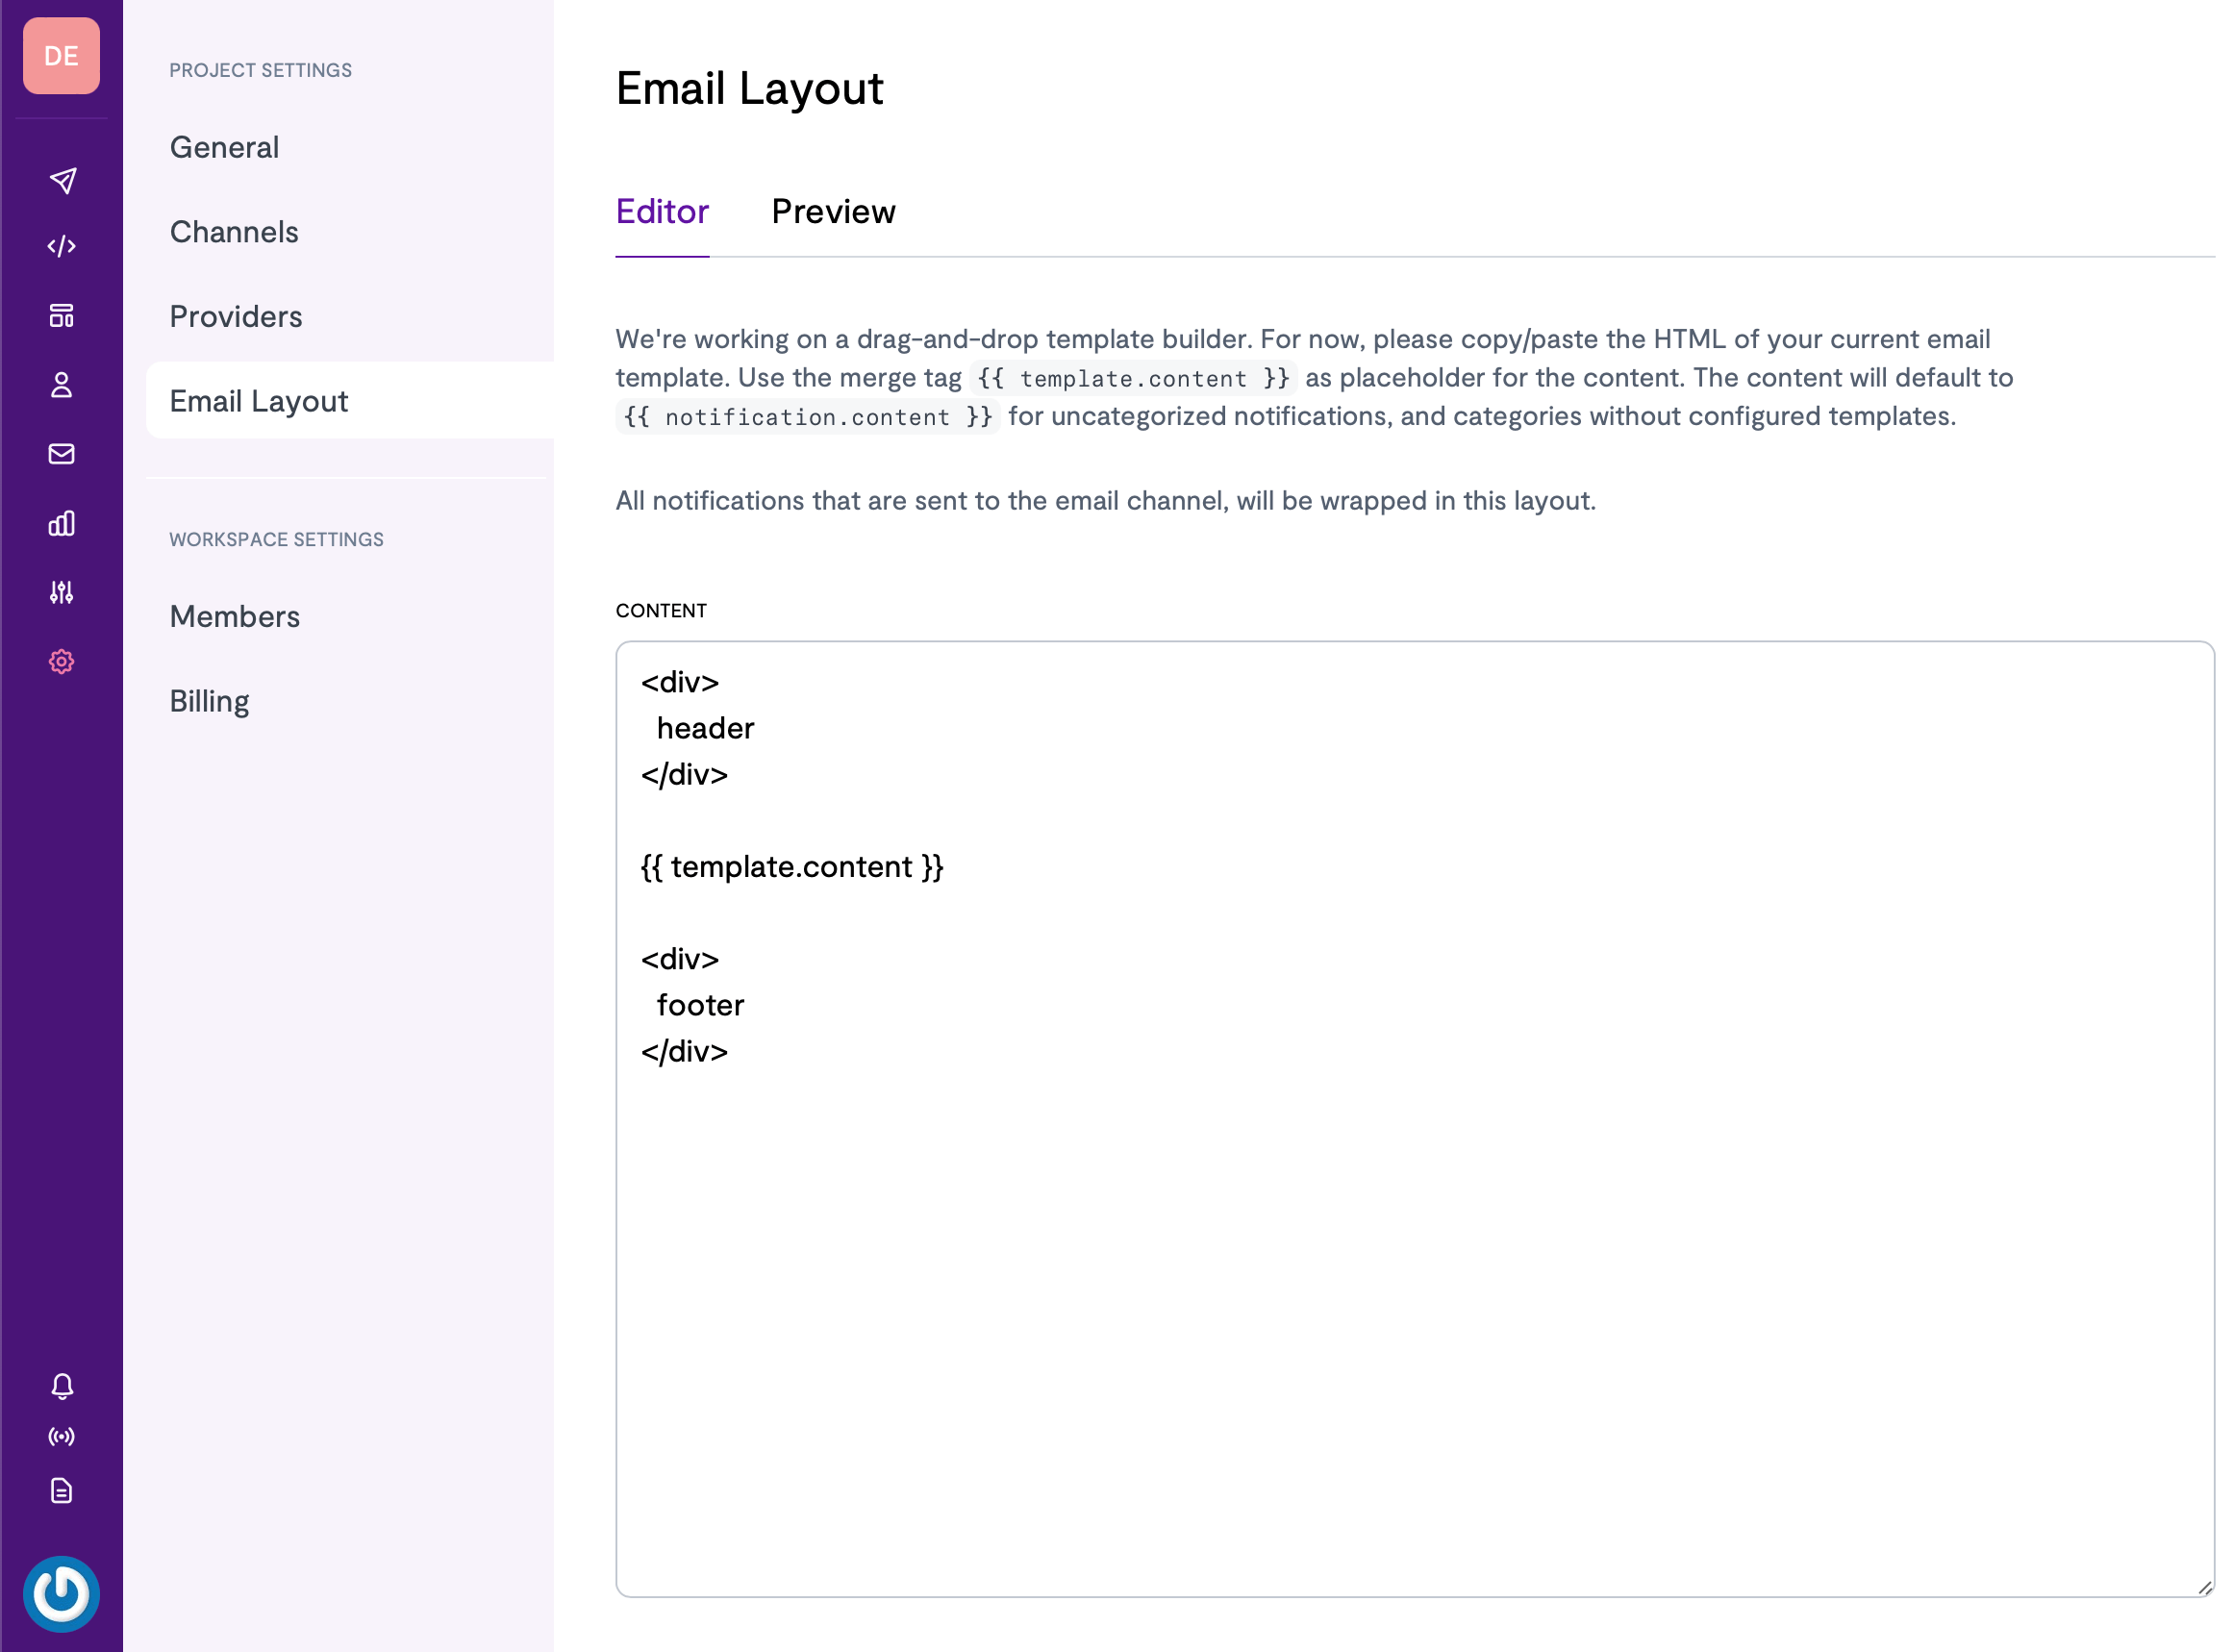 DE
PROJECT SETTINGS
General
Channels
Providers
Email Layout
WORKSPACE SETTINGS
Members
Billing
Email Layout
Editor Preview
We're working on a drag-and-drop template builder. For now, please copy/paste the HTML of your current email
template. Use the merge tag {{ template.content }} as placeholder for the content. The content will default to
{{ notification.content }} for uncategorized notifications, and categories without configured templates.
All notifications that are sent to the email channel, will be wrapped in this layout.
CONTENT
<div>
  header
</div>
{{ template.content }}
<div>
  footer
</div>